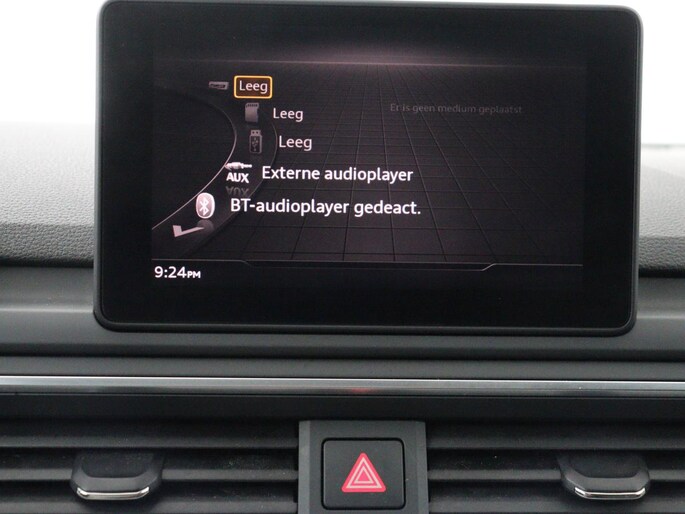 Leeg
Leeg
Er is geen medium geplaatst
Leeg
AUX Externe audioplayer
BT-audioplayer gedeact.
9:24PM